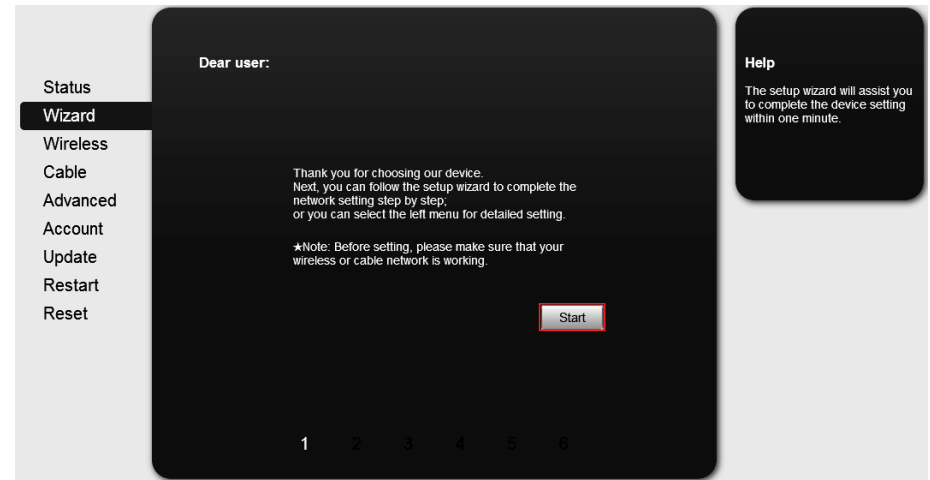 Status
Wizard
Wireless
Cable
Advanced
Account
Update
Restart
Reset
Dear user:
Thank you for choosing our device.
Next, you can follow the setup wizard to complete the
network setting step by step;
or you can select the left menu for detailed setting.
★Note: Before setting, please make sure that your
wireless or cable network is working.
Start
1 2 3 4 5 6
Help
The setup wizard will assist you
to complete the device setting
within one minute.